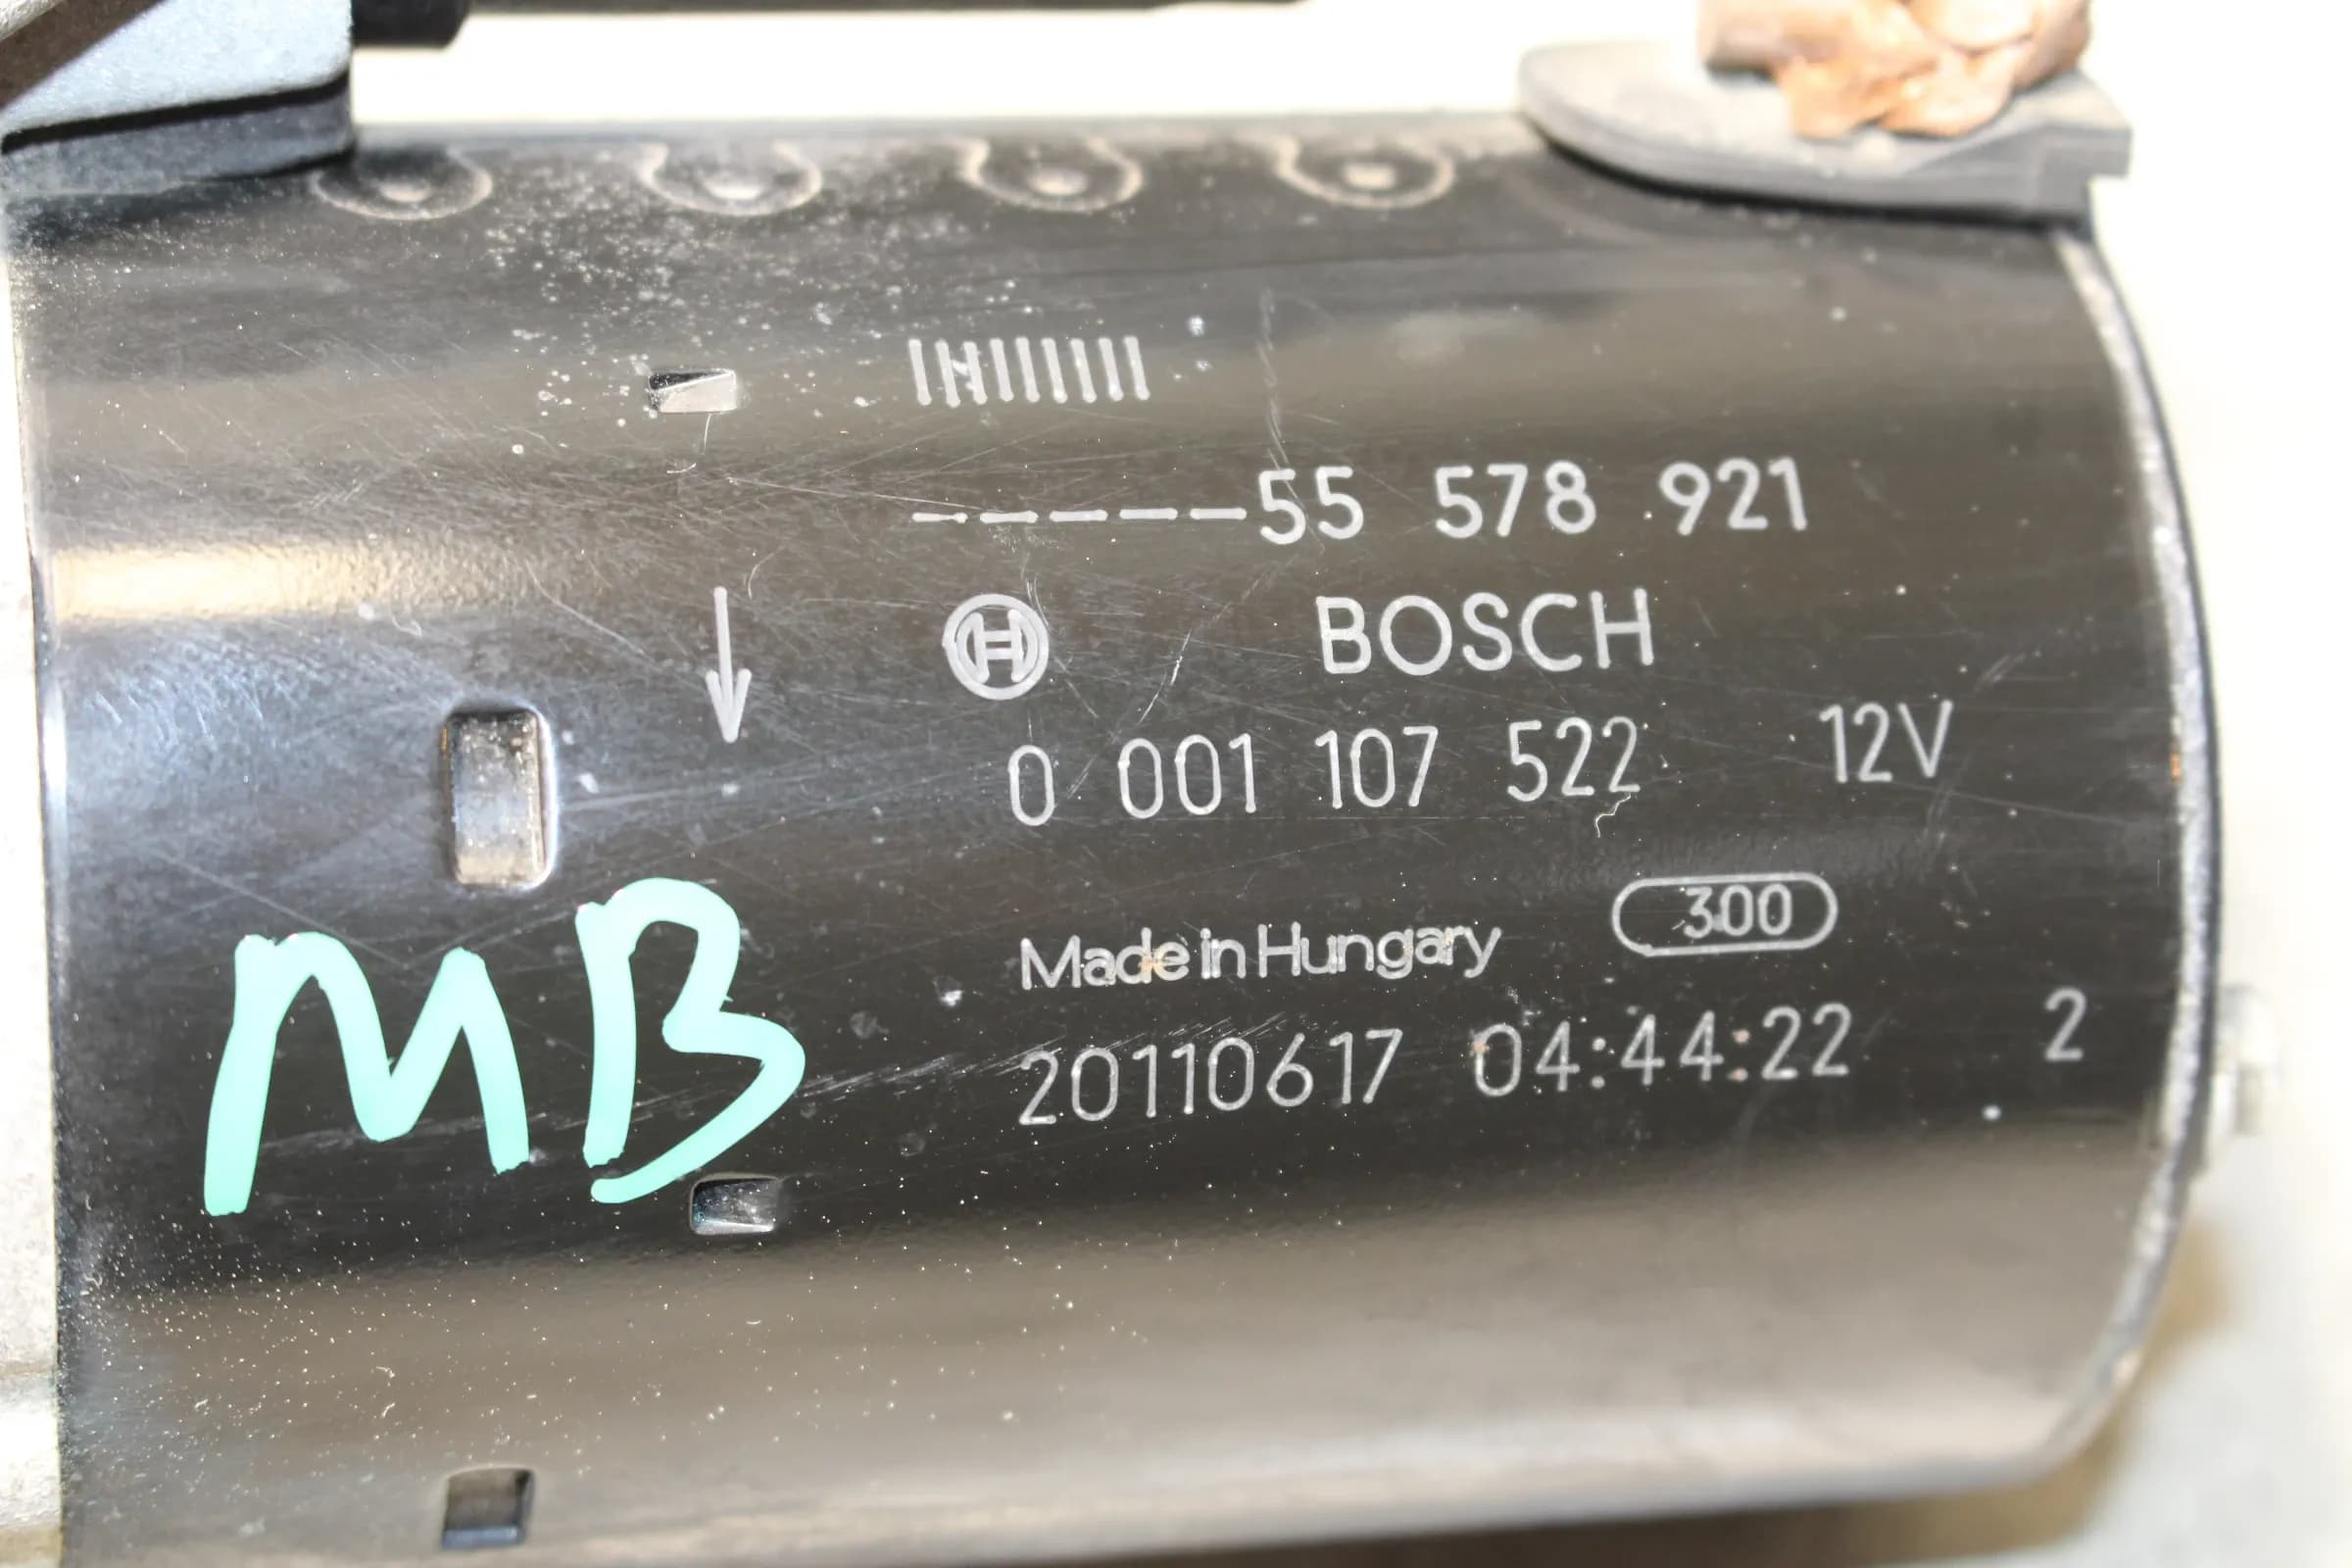 -----55 578 921
BOSCH
0 001 107 522 12V
300
Made in Hungary
20110617 04:44:22 2
MB